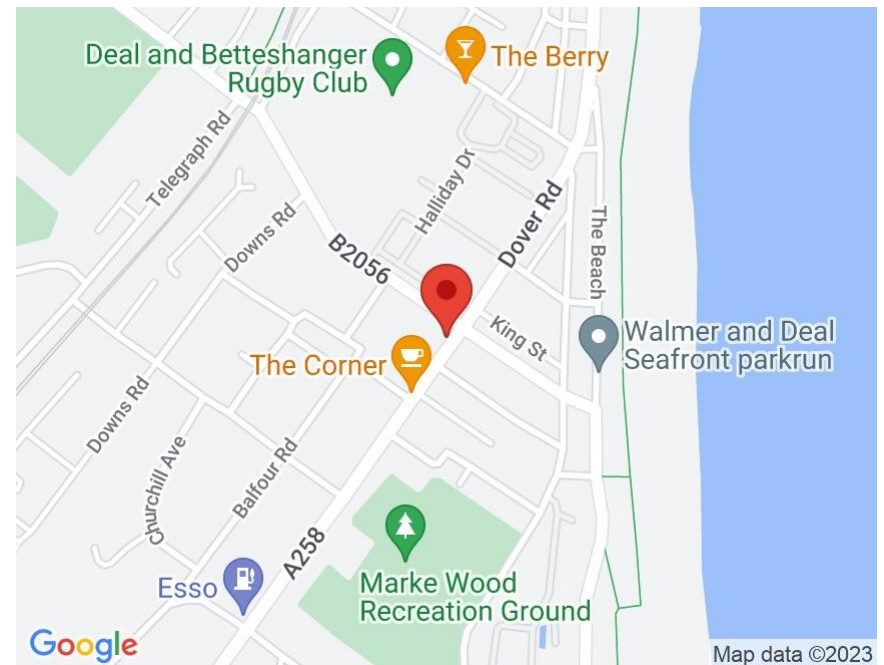 Deal and Betteshanger
Rugby Club
The Berry
Telegraph Rd
Halliday Dr
Dover Rd
Downs Rd
The Beach
B2056
King St
Walmer and Deal
Seafront parkrun
The Corner
Downs Rd
Churchill Ave
Balfour Rd
A258
Esso
Marke Wood
Recreation Ground
Google
Map data ©2023